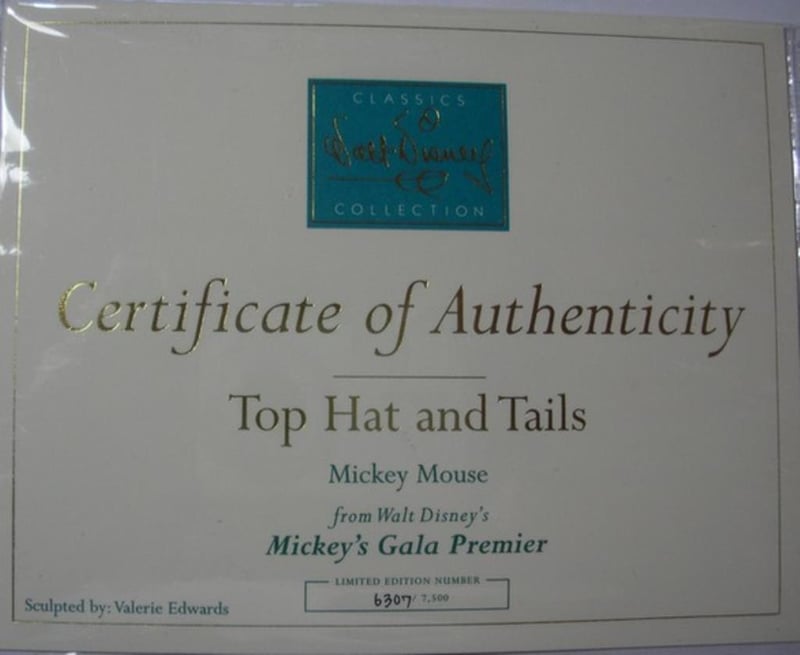 CLASSICS
Walt Disney
COLLECTION
Certificate of Authenticity
Top Hat and Tails
Mickey Mouse
from Walt Disney's
Mickey's Gala Premier
LIMITED EDITION NUMBER
6307/ 7,500
Sculpted by: Valerie Edwards